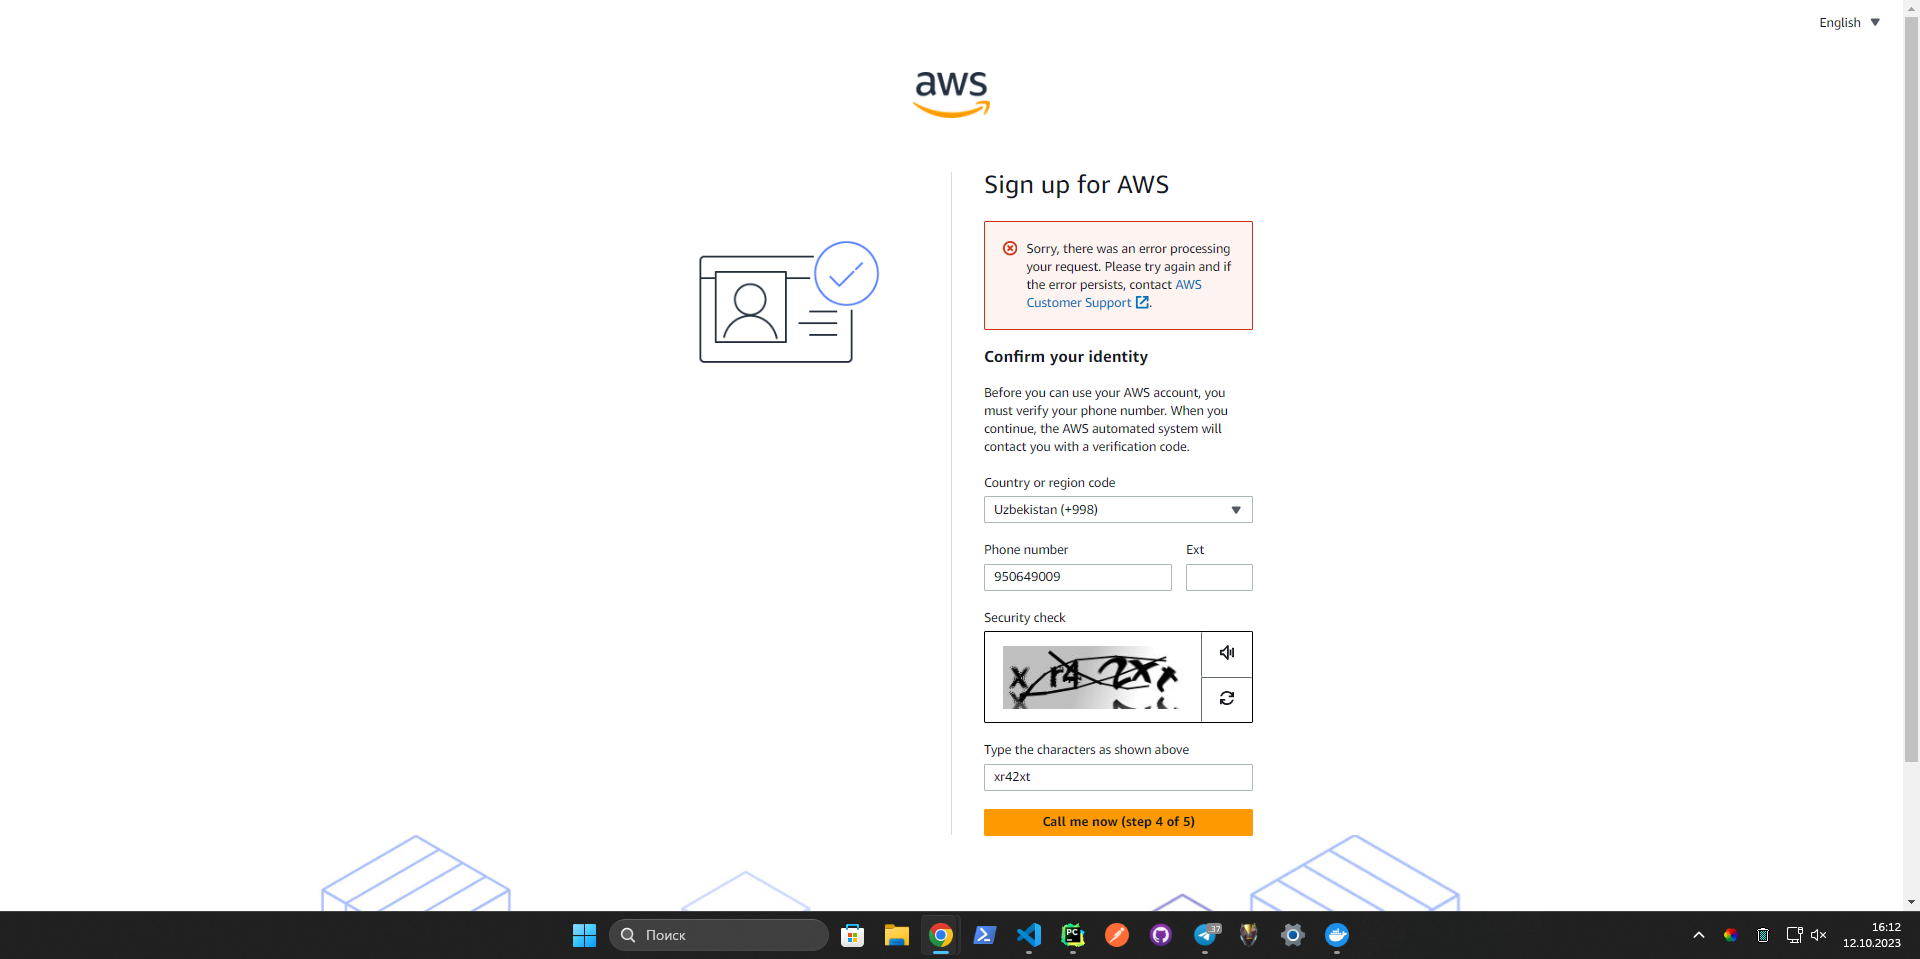 English
aws
Sign up for AWS
Sorry, there was an error processing
your request. Please try again and if
the error persists, contact AWS
Customer Support.
Confirm your identity
Before you can use your AWS account, you
must verify your phone number. When you
continue, the AWS automated system will
contact you with a verification code.
Country or region code
Uzbekistan (+998)
Phone number Ext
950649009
Security check
Type the characters as shown above
xr42xt
Call me now (step 4 of 5)
Поиск
PC
37
16:12
12.10.2023